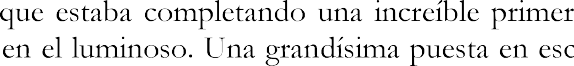 que estaba completando una increíble primer
en el luminoso. Una grandísima puesta en esc